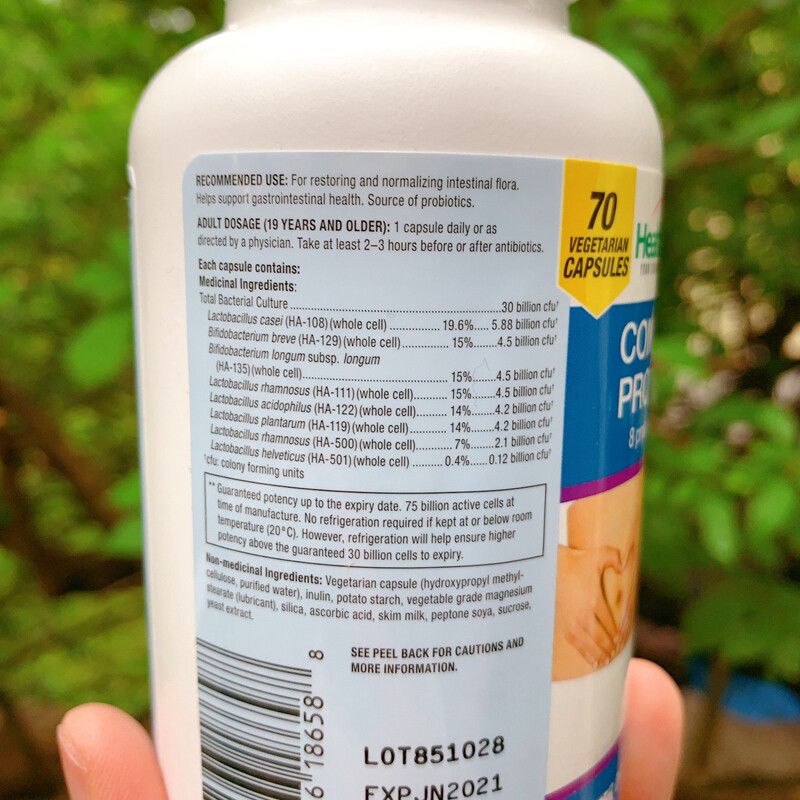 RECOMMENDED USE: For restoring and normalizing intestinal flora.
Helps support gastrointestinal health. Source of probiotics.
ADULT DOSAGE (19 YEARS AND OLDER): 1 capsule daily or as
directed by a physician. Take at least 2–3 hours before or after antibiotics.
Each capsule contains:
Medicinal Ingredients:
Total Bacterial Culture ........ 30 billion cfu†
Lactobacillus casei (HA-108) (whole cell) ........ 19.6% ..... 5.88 billion cfu†
Bifidobacterium breve (HA-129) (whole cell) ........ 15% ..... 4.5 billion cfu†
Bifidobacterium longum subsp. longum
(HA-135) (whole cell) ........ 15% ..... 4.5 billion cfu†
Lactobacillus rhamnosus (HA-111) (whole cell) ........ 15% ..... 4.5 billion cfu†
Lactobacillus acidophilus (HA-122) (whole cell) ........ 14% ..... 4.2 billion cfu†
Lactobacillus plantarum (HA-119) (whole cell) ........ 14% ..... 4.2 billion cfu†
Lactobacillus rhamnosus (HA-500) (whole cell) ........ 7% ..... 2.1 billion cfu†
Lactobacillus helveticus (HA-501) (whole cell) ........ 0.4% ..... 0.12 billion cfu†
†cfu: colony forming units
** Guaranteed potency up to the expiry date. 75 billion active cells at
time of manufacture. No refrigeration required if kept at or below room
temperature (20°C). However, refrigeration will help ensure higher
potency above the guaranteed 30 billion cells to expiry.
Non-medicinal Ingredients: Vegetarian capsule (hydroxypropyl methyl-
cellulose, purified water), inulin, potato starch, vegetable grade magnesium
stearate (lubricant), silica, ascorbic acid, skim milk, peptone soya, sucrose,
yeast extract.
SEE PEEL BACK FOR CAUTIONS AND
MORE INFORMATION.
6 18658 8
LOT851028
EXP JN2021
70
VEGETARIAN
CAPSULES
Hea
COM
PRO
8 p